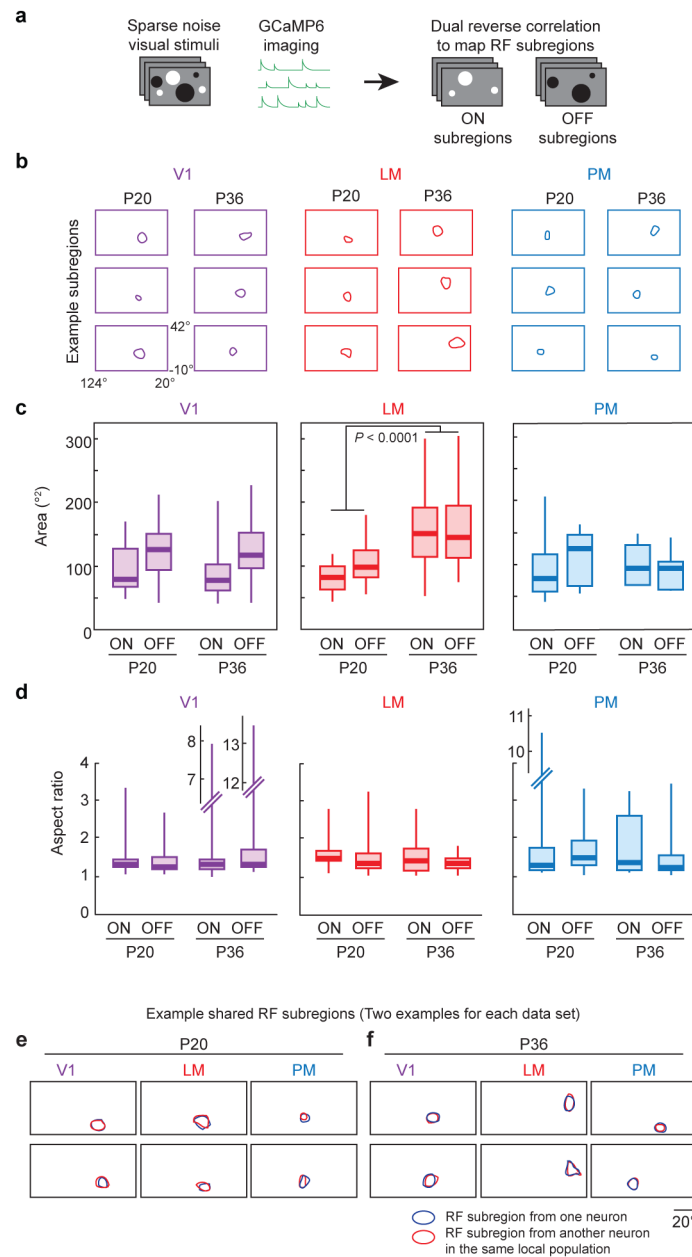 a
Sparse noise
visual stimuli
GCaMP6
imaging
Dual reverse correlation
to map RF subregions
ON
subregions
OFF
subregions
b
V1
LM
PM
P20
P36
P20
P36
P20
P36
Example subregions
42°
-10°
124°
20°
c
V1
LM
PM
Area (°²)
300
200
100
0
P < 0.0001
ON OFF
ON OFF
P20
P36
ON OFF
ON OFF
P20
P36
ON OFF
ON OFF
P20
P36
d
V1
LM
PM
Aspect ratio
4
3
2
1
0
8
7
13
12
11
10
ON OFF
ON OFF
P20
P36
ON OFF
ON OFF
P20
P36
ON OFF
ON OFF
P20
P36
Example shared RF subregions (Two examples for each data set)
e
P20
V1
LM
PM
f
P36
V1
LM
PM
RF subregion from one neuron
RF subregion from another neuron
in the same local population
20°